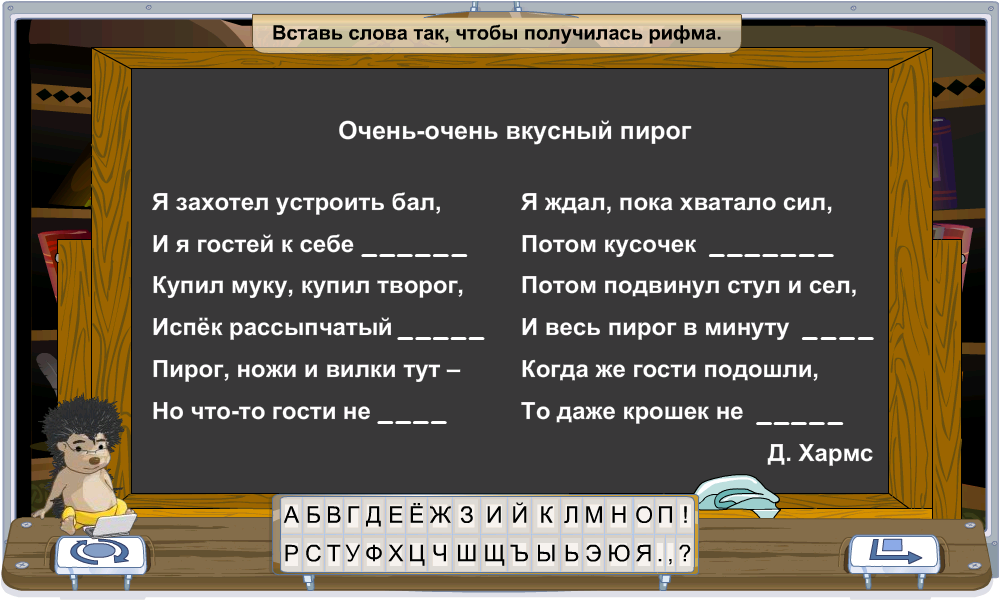 Вставь слова так, чтобы получилась рифма.
Очень-очень вкусный пирог
Я захотел устроить бал,
И я гостей к себе ______
Купил муку, купил творог,
Испёк рассыпчатый _____
Пирог, ножи и вилки тут –
Но что-то гости не ____
Я ждал, пока хватало сил,
Потом кусочек _______
Потом подвинул стул и сел,
И весь пирог в минуту ____
Когда же гости подошли,
То даже крошек не _____
Д. Хармс
А Б В Г Д Е Ё Ж З И Й К Л М Н О П !
Р С Т У Ф Х Ц Ч Ш Щ Ъ Ы Ь Э Ю Я . , ?